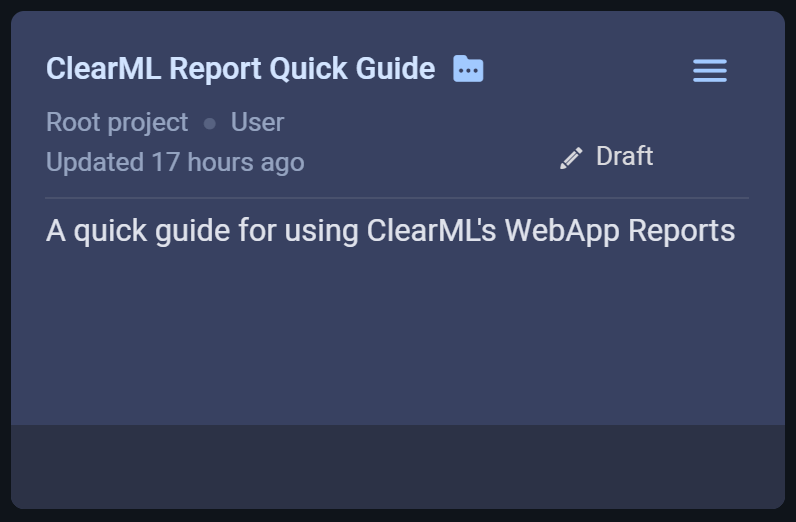 ClearML Report Quick Guide
Root project User
Updated 17 hours ago
Draft
A quick guide for using ClearML's WebApp Reports